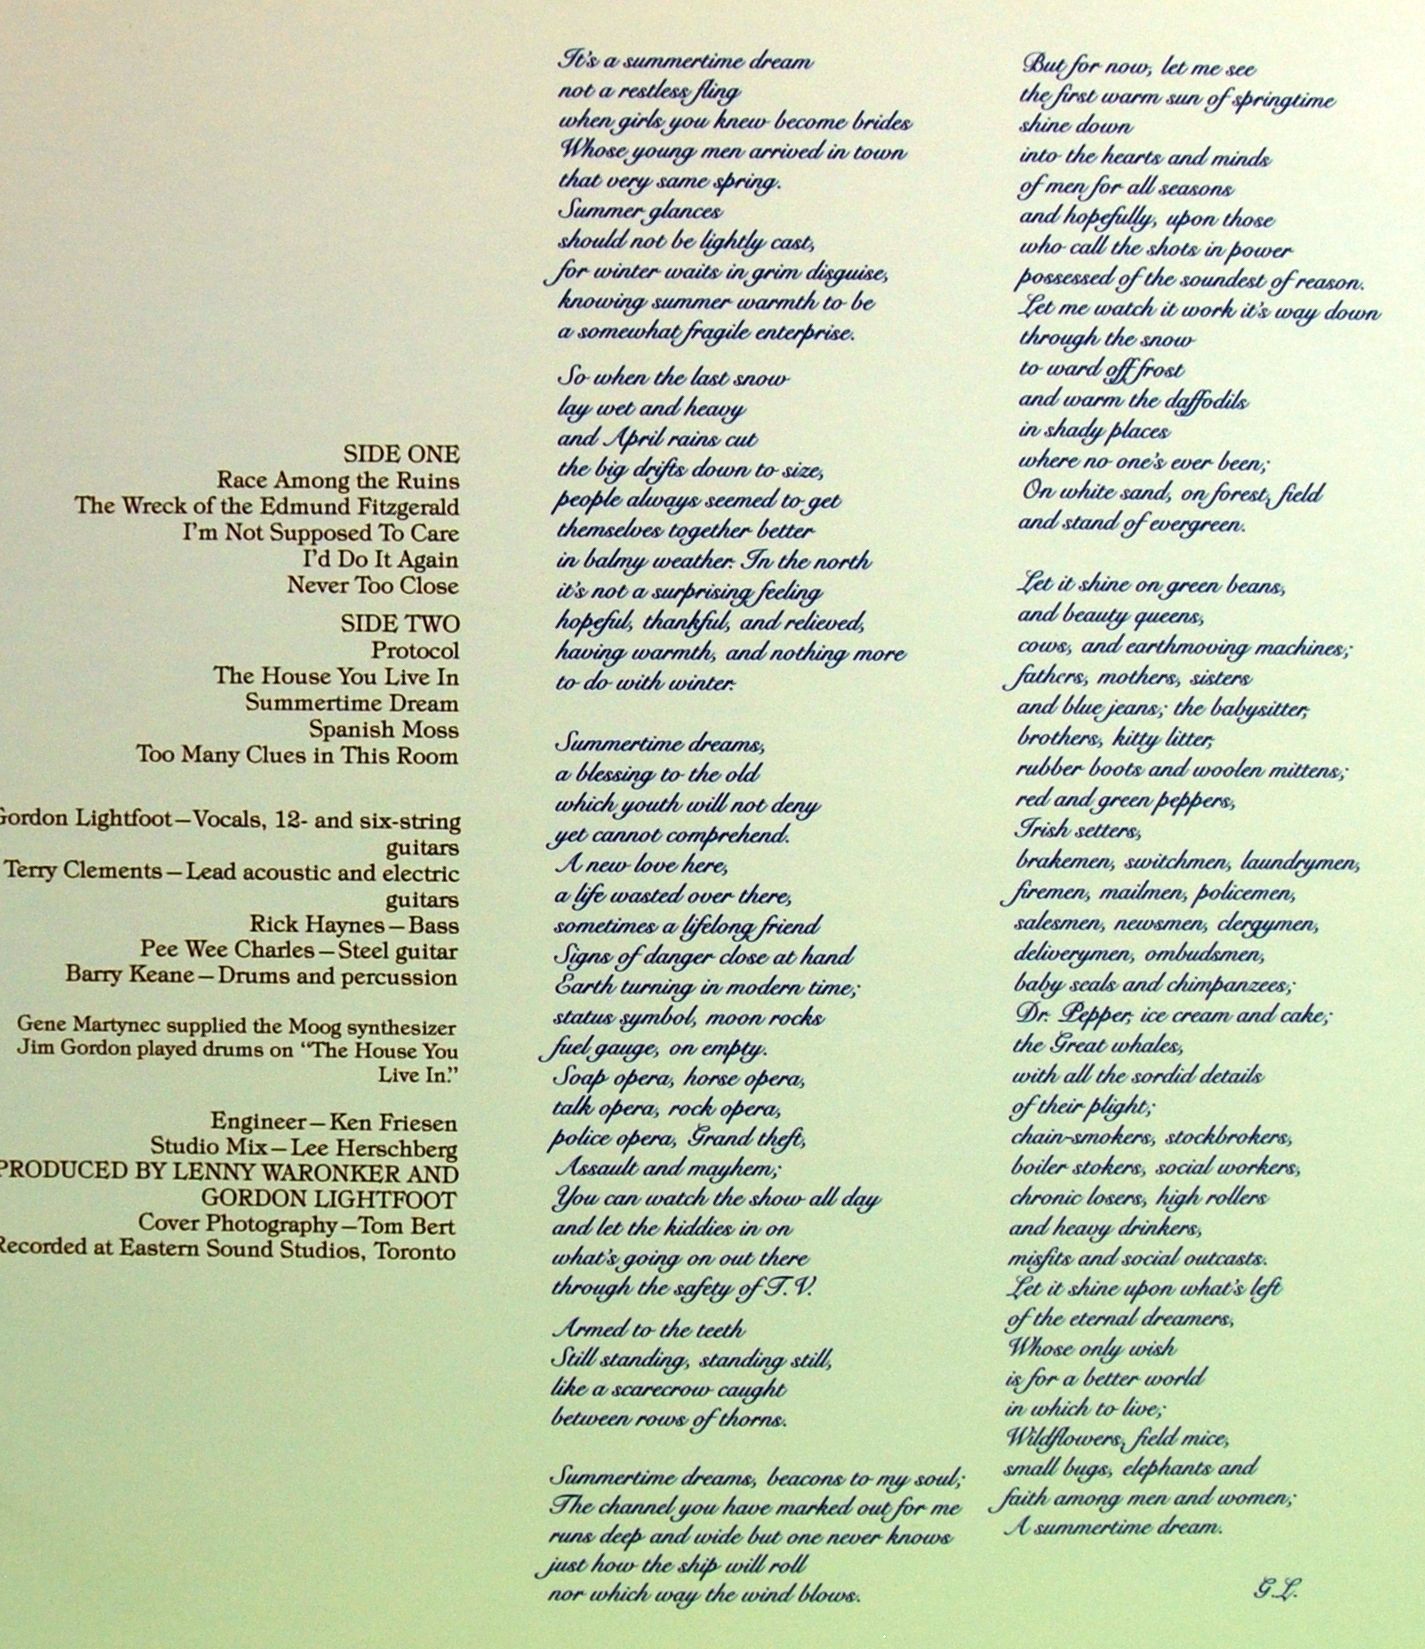 SIDE ONE
Race Among the Ruins
The Wreck of the Edmund Fitzgerald
I'm Not Supposed To Care
I'd Do It Again
Never Too Close
SIDE TWO
Protocol
The House You Live In
Summertime Dream
Spanish Moss
Too Many Clues in This Room
Gordon Lightfoot—Vocals, 12- and six-string
guitars
Terry Clements—Lead acoustic and electric
guitars
Rick Haynes—Bass
Pee Wee Charles—Steel guitar
Barry Keane—Drums and percussion
Gene Martynec supplied the Moog synthesizer
Jim Gordon played drums on "The House You
Live In."
Engineer—Ken Friesen
Studio Mix—Lee Herschberg
PRODUCED BY LENNY WARONKER AND
GORDON LIGHTFOOT
Cover Photography—Tom Bert
Recorded at Eastern Sound Studios, Toronto
It's a summertime dream
not a restless fling
when girls you knew become brides
Whose young men arrived in town
that very same spring.
Summer glances
should not be lightly cast,
for winter waits in grim disguise,
knowing summer warmth to be
a somewhat fragile enterprise.
So when the last snow
lay wet and heavy
and April rains cut
the big drifts down to size,
people always seemed to get
themselves together better
in balmy weather. In the north
it's not a surprising feeling
hopeful, thankful, and relieved,
having warmth, and nothing more
to do with winter.
Summertime dreams,
a blessing to the old
which youth will not deny
yet cannot comprehend.
A new love here,
a life wasted over there,
sometimes a lifelong friend
Signs of danger close at hand
Earth turning in modern time;
status symbol, moon rocks
fuel gauge, on empty.
Soap opera, horse opera,
talk opera, rock opera,
police opera, Grand theft,
Assault and mayhem;
You can watch the show all day
and let the kiddies in on
what's going on out there
through the safety of T.V.
Armed to the teeth
Still standing, standing still,
like a scarecrow caught
between rows of thorns.
Summertime dreams, beacons to my soul;
The channel you have marked out for me
runs deep and wide but one never knows
just how the ship will roll
nor which way the wind blows.
But for now, let me see
the first warm sun of springtime
shine down
into the hearts and minds
of men for all seasons
and hopefully, upon those
who call the shots in power
possessed of the soundest of reason.
Let me watch it work it's way down
through the snow
to ward off frost
and warm the daffodils
in shady places
where no one's ever been;
On white sand, on forest, field
and stand of evergreen.
Let it shine on green beans,
and beauty queens,
cows, and earthmoving machines;
fathers, mothers, sisters
and blue jeans; the babysitter,
brothers, kitty litter,
rubber boots and woolen mittens;
red and green peppers,
Irish setters,
brakemen, switchmen, laundrymen,
firemen, mailmen, policemen,
salesmen, newsmen, clergymen,
deliverymen, ombudsmen,
baby seals and chimpanzees;
Dr. Pepper, ice cream and cake;
the Great whales,
with all the sordid details
of their plight;
chain-smokers, stockbrokers,
boiler stokers, social workers,
chronic losers, high rollers
and heavy drinkers,
misfits and social outcasts.
Let it shine upon what's left
of the eternal dreamers,
Whose only wish
is for a better world
in which to live;
Wildflowers, field mice,
small bugs, elephants and
faith among men and women;
A summertime dream.
G.L.